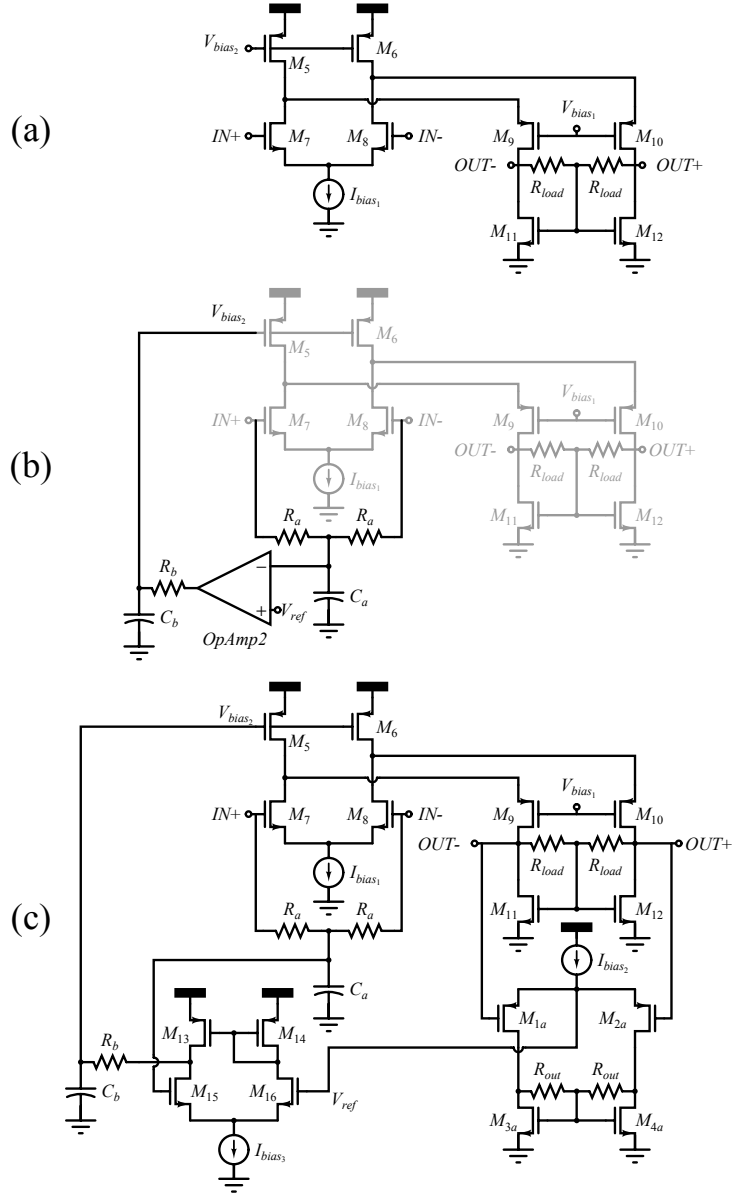 (a)
V_bias2
M5
M6
IN+
M7
M8
IN-
I_bias1
V_bias1
M9
M10
OUT-
R_load
R_load
OUT+
M11
M12
(b)
V_bias2
M5
M6
IN+
M7
M8
IN-
I_bias1
V_bias1
M9
M10
OUT-
R_load
R_load
OUT+
M11
M12
R_a
R_a
R_b
−
+
V_ref
C_a
C_b
OpAmp2
(c)
V_bias2
M5
M6
IN+
M7
M8
IN-
I_bias1
V_bias1
M9
M10
OUT-
R_load
R_load
OUT+
M11
M12
R_a
R_a
C_a
I_bias2
M1a
M2a
M13
M14
R_b
M15
M16
V_ref
C_b
I_bias3
R_out
R_out
M3a
M4a